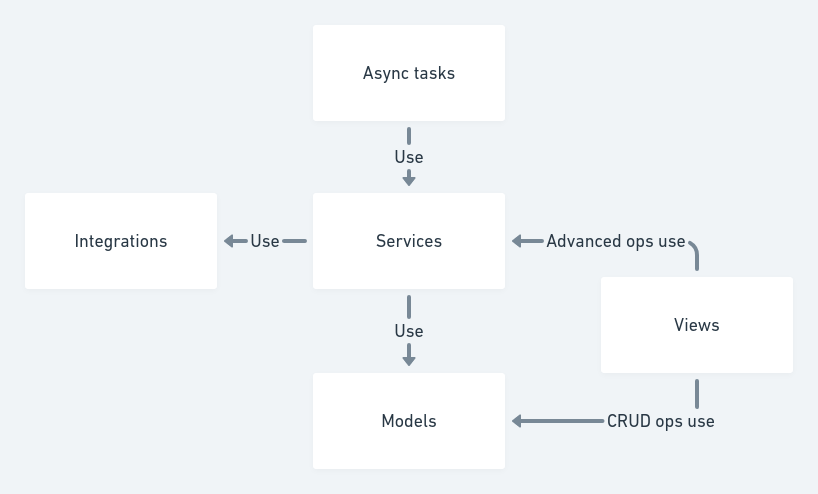 Async tasks
Use
Integrations
Use
Services
Advanced ops use
Views
Use
Models
CRUD ops use